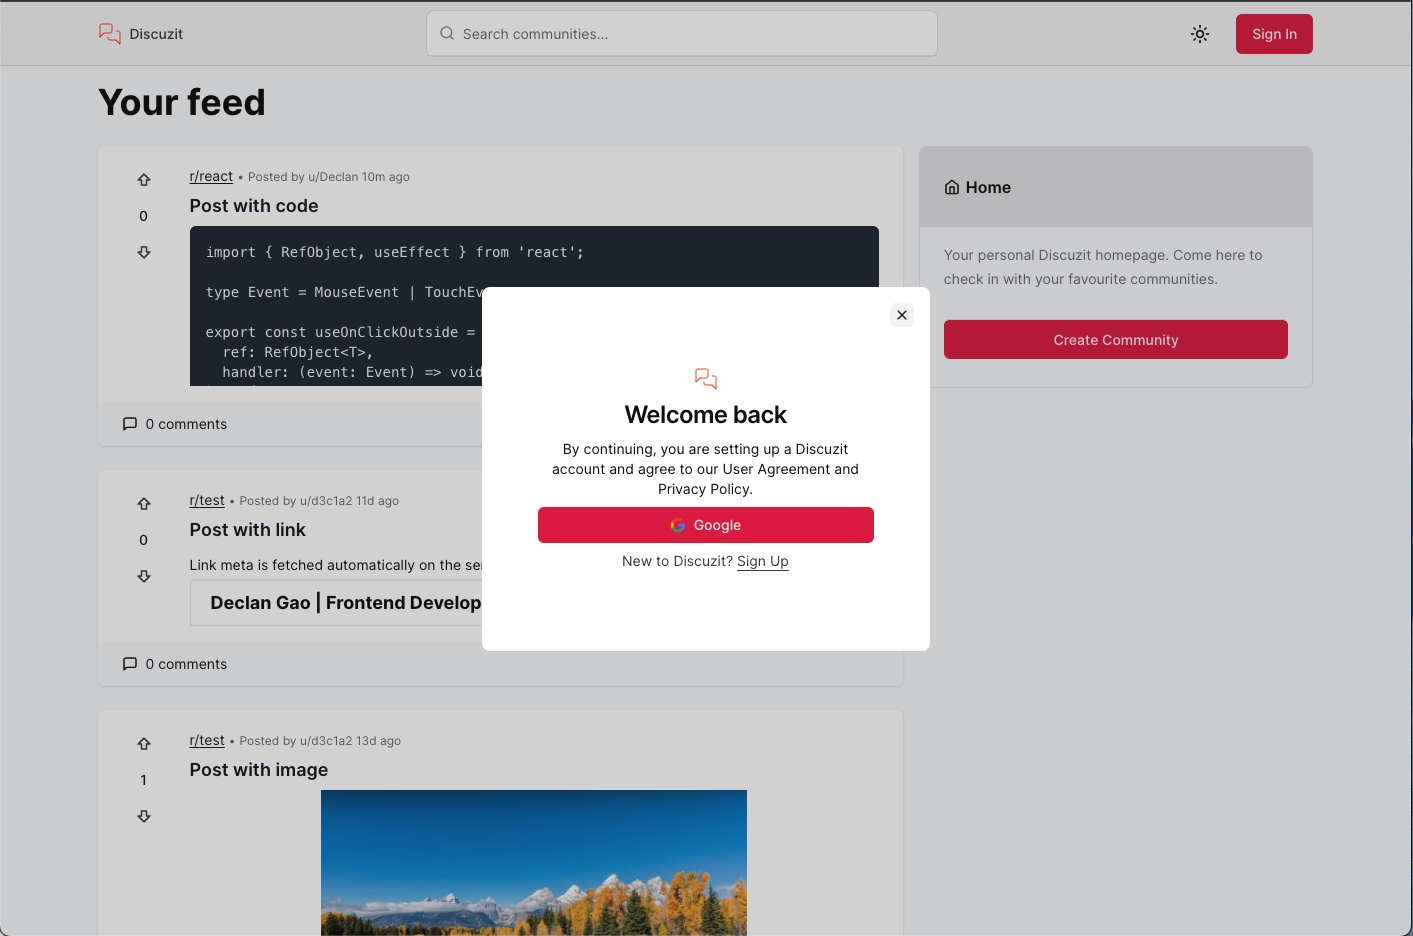 Discuzit
Search communities...
Sign In
Your feed
r/react • Posted by u/Declan 10m ago
0
Post with code
import { RefObject, useEffect } from 'react';
type Event = MouseEvent | TouchEv
export const useOnClickOutside =
ref: RefObject<T>,
handler: (event: Event) => void
0 comments
Home
Your personal Discuzit homepage. Come here to
check in with your favourite communities.
Create Community
Welcome back
By continuing, you are setting up a Discuzit
account and agree to our User Agreement and
Privacy Policy.
Google
New to Discuzit? Sign Up
r/test • Posted by u/d3c1a2 11d ago
Post with link
0
Link meta is fetched automatically on the se
Declan Gao | Frontend Develop
0 comments
r/test • Posted by u/d3c1a2 13d ago
Post with image
1